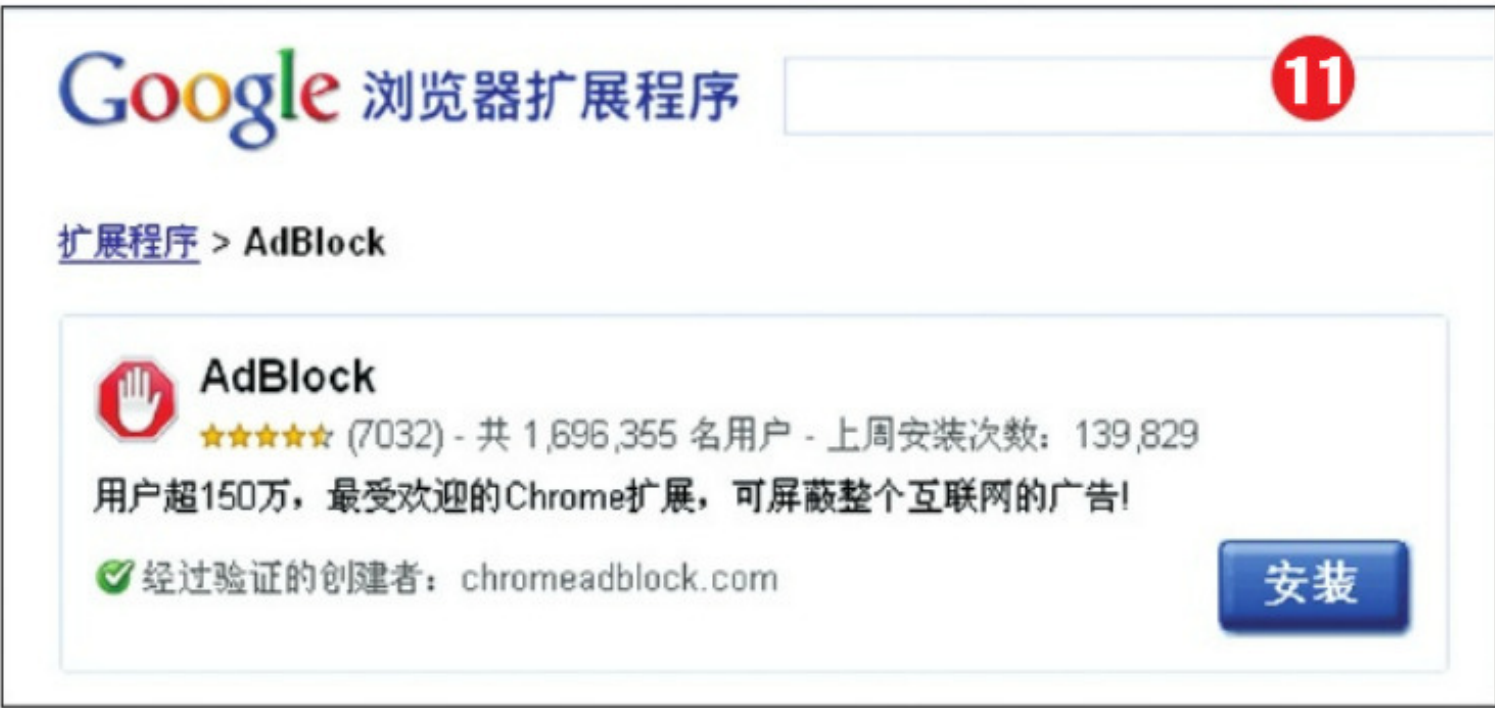 Google 浏览器扩展程序
11
扩展程序 > AdBlock
AdBlock
(7032) - 共 1,696,355 名用户 - 上周安装次数：139,829
用户超150万，最受欢迎的Chrome扩展，可屏蔽整个互联网的广告!
经过验证的创建者：chromeadblock.com
安装